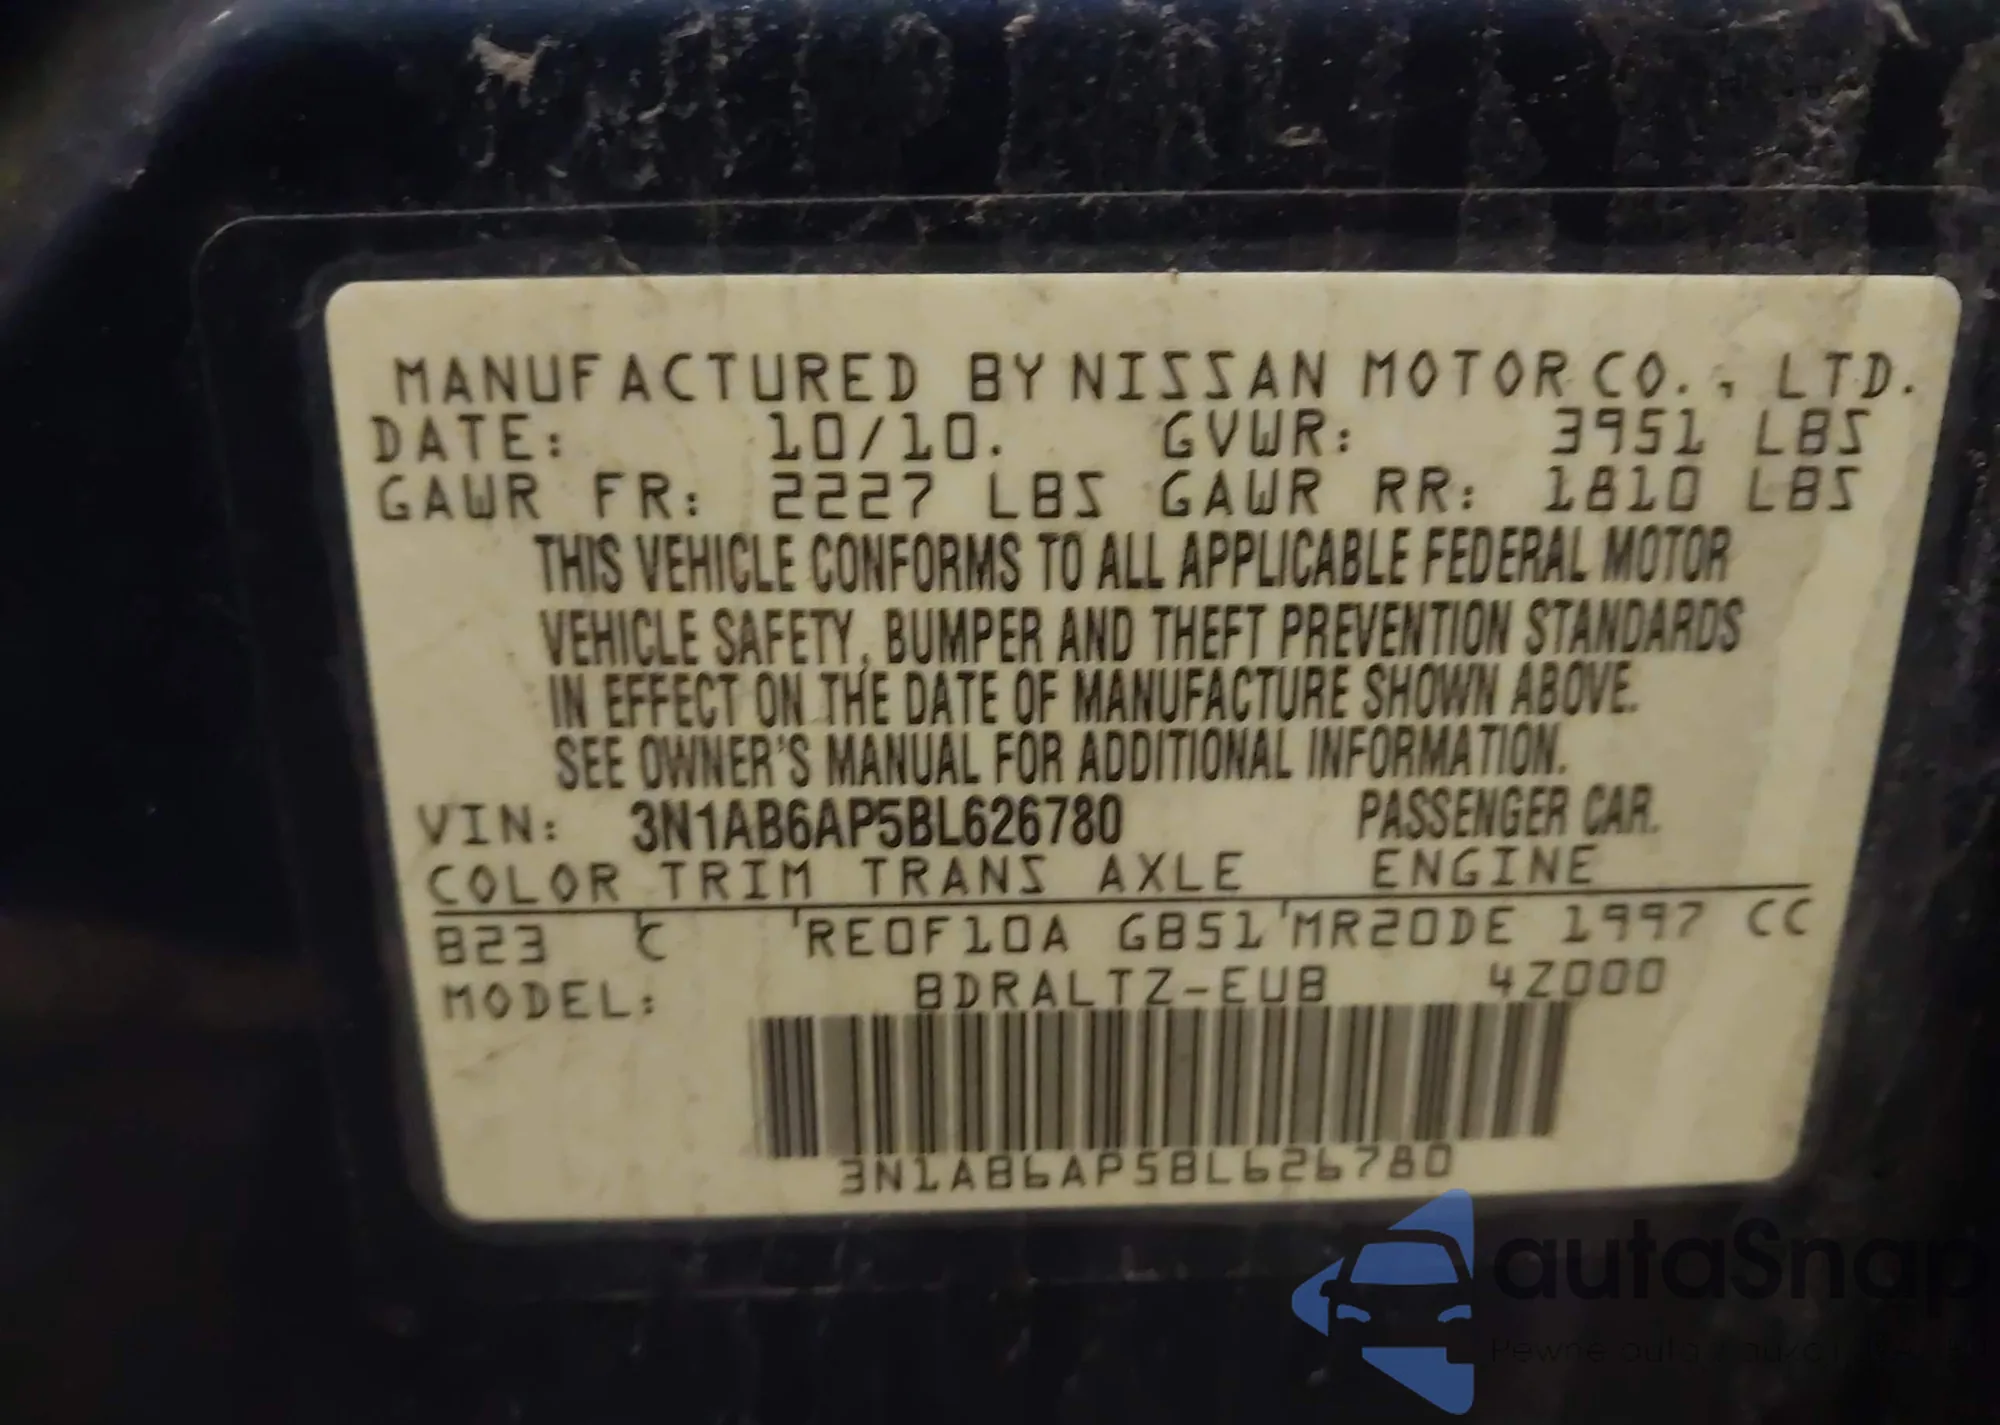 MANUFACTURED BY NISSAN MOTOR CO., LTD.
DATE: 10/10. GVWR: 3951 LBS
GAWR FR: 2227 LBS GAWR RR: 1810 LBS
THIS VEHICLE CONFORMS TO ALL APPLICABLE FEDERAL MOTOR
VEHICLE SAFETY, BUMPER AND THEFT PREVENTION STANDARDS
IN EFFECT ON THE DATE OF MANUFACTURE SHOWN ABOVE.
SEE OWNER'S MANUAL FOR ADDITIONAL INFORMATION.
VIN: 3N1AB6AP5BL626780 PASSENGER CAR.
COLOR TRIM TRANS AXLE ENGINE
B23 C RE0F10A GB51 MR20DE 1997 CC
MODEL: BDRALTZ-EUB 4Z000
3N1AB6AP5BL626780
autaSnap
Pewne auta z